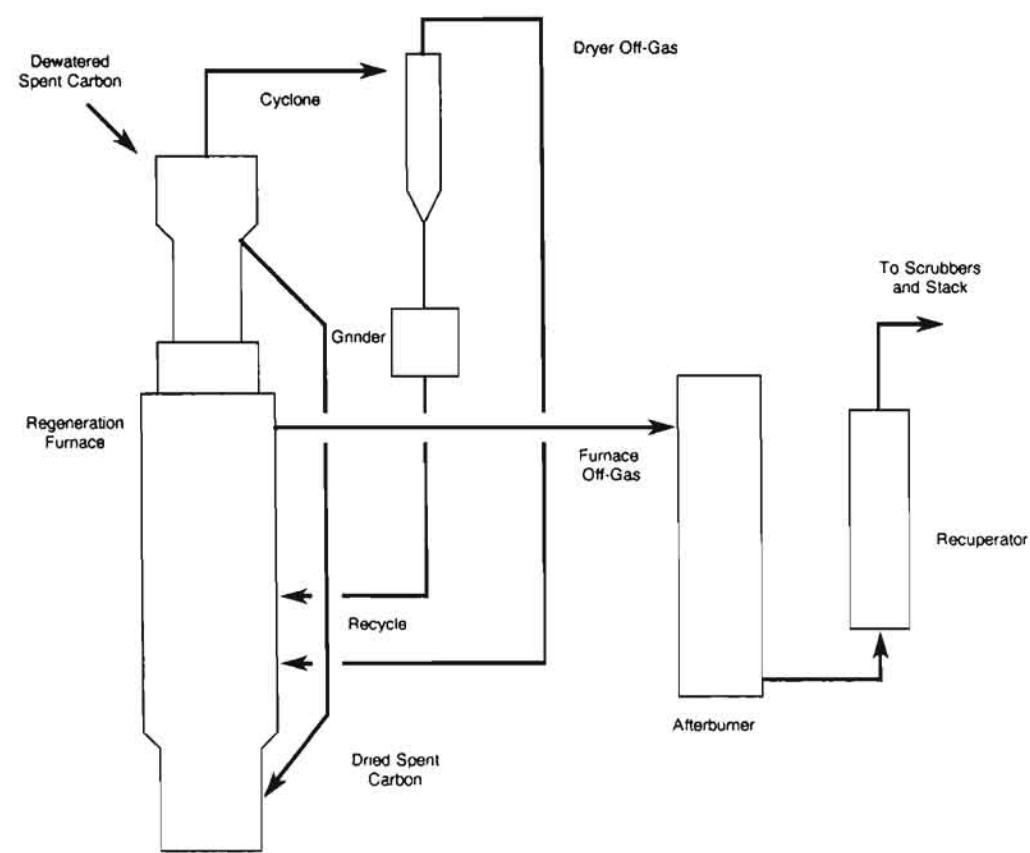 Dryer Off-Gas
Dewatered
Spent Carbon
Cyclone
To Scrubbers
and Stack
Grinder
Regeneration
Furnace
Furnace
Off-Gas
Recuperator
Recycle
Afterburner
Dried Spent
Carbon